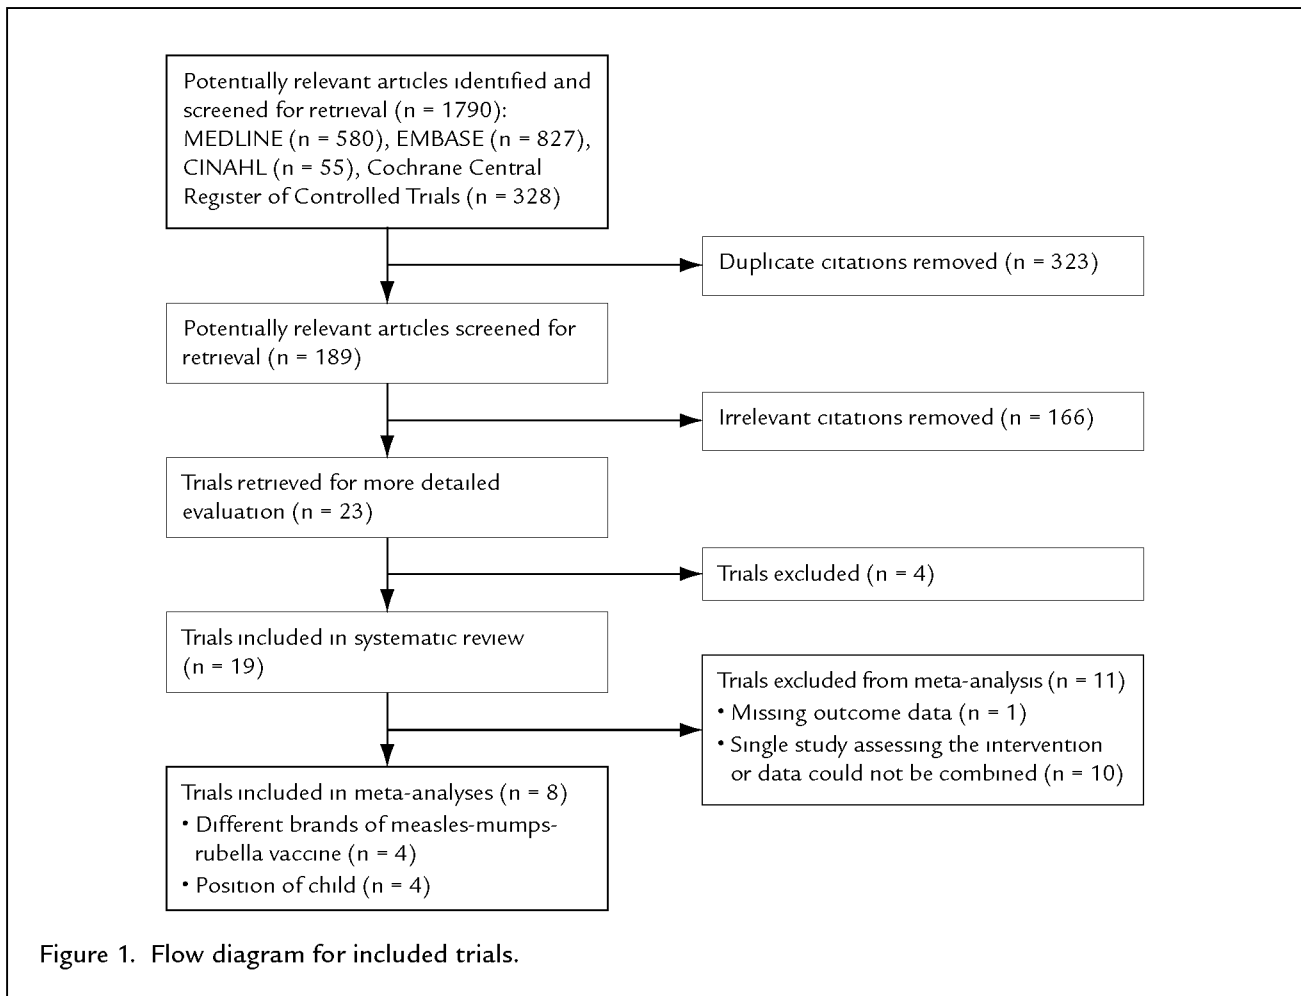 Potentially relevant articles identified and
screened for retrieval (n = 1790):
MEDLINE (n = 580), EMBASE (n = 827),
CINAHL (n = 55), Cochrane Central
Register of Controlled Trials (n = 328)
Duplicate citations removed (n = 323)
Potentially relevant articles screened for
retrieval (n = 189)
Irrelevant citations removed (n = 166)
Trials retrieved for more detailed
evaluation (n = 23)
Trials excluded (n = 4)
Trials included in systematic review
(n = 19)
Trials excluded from meta-analysis (n = 11)
• Missing outcome data (n = 1)
• Single study assessing the intervention
or data could not be combined (n = 10)
Trials included in meta-analyses (n = 8)
• Different brands of measles-mumps-
rubella vaccine (n = 4)
• Position of child (n = 4)
Figure 1. Flow diagram for included trials.